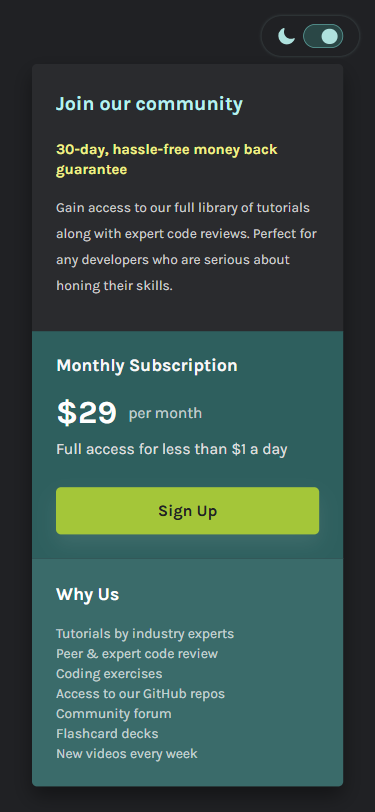 Join our community
30-day, hassle-free money back
guarantee
Gain access to our full library of tutorials
along with expert code reviews. Perfect for
any developers who are serious about
honing their skills.
Monthly Subscription
$29 per month
Full access for less than $1 a day
Sign Up
Why Us
Tutorials by industry experts
Peer & expert code review
Coding exercises
Access to our GitHub repos
Community forum
Flashcard decks
New videos every week